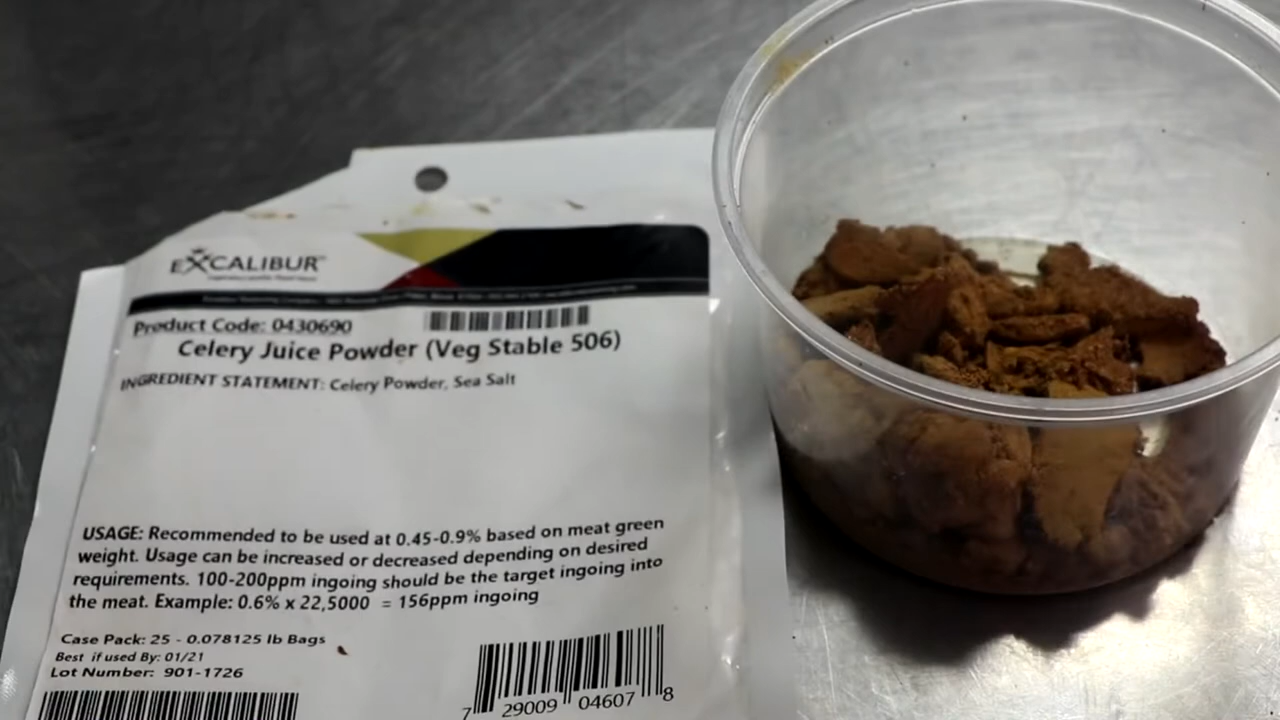 EXCALIBUR
Product Code: 0430690
Celery Juice Powder (Veg Stable 506)
INGREDIENT STATEMENT: Celery Powder, Sea Salt
USAGE: Recommended to be used at 0.45-0.9% based on meat green
weight. Usage can be increased or decreased depending on desired
requirements. 100-200ppm ingoing should be the target ingoing into
the meat. Example: 0.6% x 22,5000 = 156ppm ingoing
Case Pack: 25 - 0.078125 lb Bags
Best if used By: 01/21
Lot Number: 901-1726
7 29009 04607 8